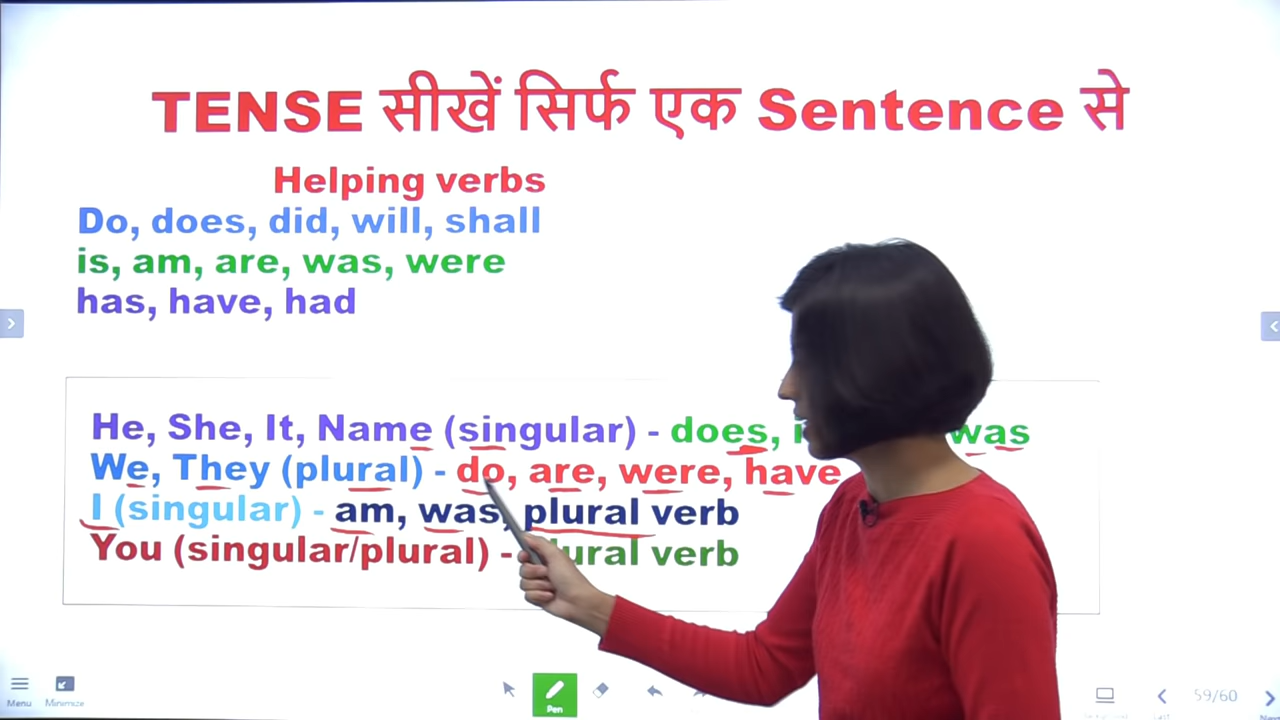 TENSE सीखें सिर्फ एक Sentence से
Helping verbs
Do, does, did, will, shall
is, am, are, was, were
has, have, had
He, She, It, Name (singular) - does, was
We, They (plural) - do, are, were, have
I (singular) - am, was, plural verb
You (singular/plural) - plural verb
Menu
Minimize
Pen
59/60